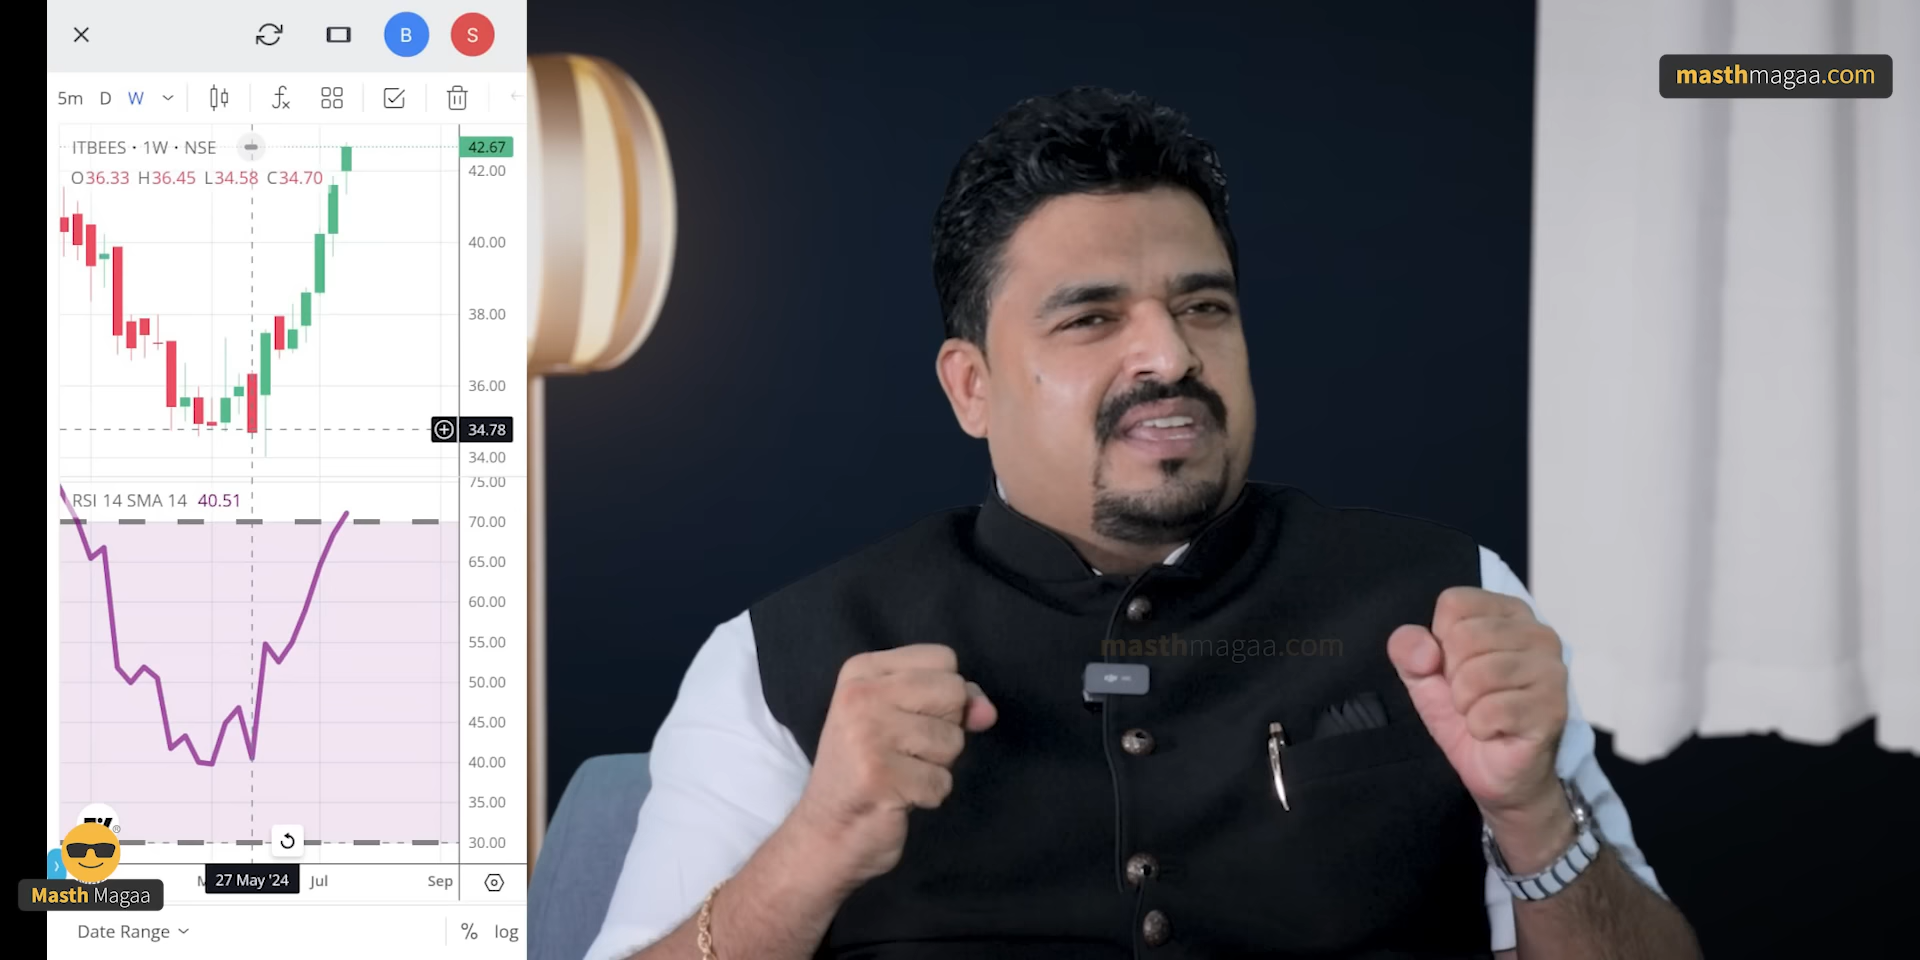 B
S
masthmagaa.com
5m D W
ITBEES • 1W • NSE
42.67
O36.33 H36.45 L34.58 C34.70
42.00
40.00
38.00
36.00
34.78
34.00
75.00
RSI 14 SMA 14 40.51
70.00
65.00
60.00
55.00
masthmagaa.com
50.00
45.00
40.00
35.00
30.00
27 May '24
Jul
Sep
Masth Magaa
Date Range
% log